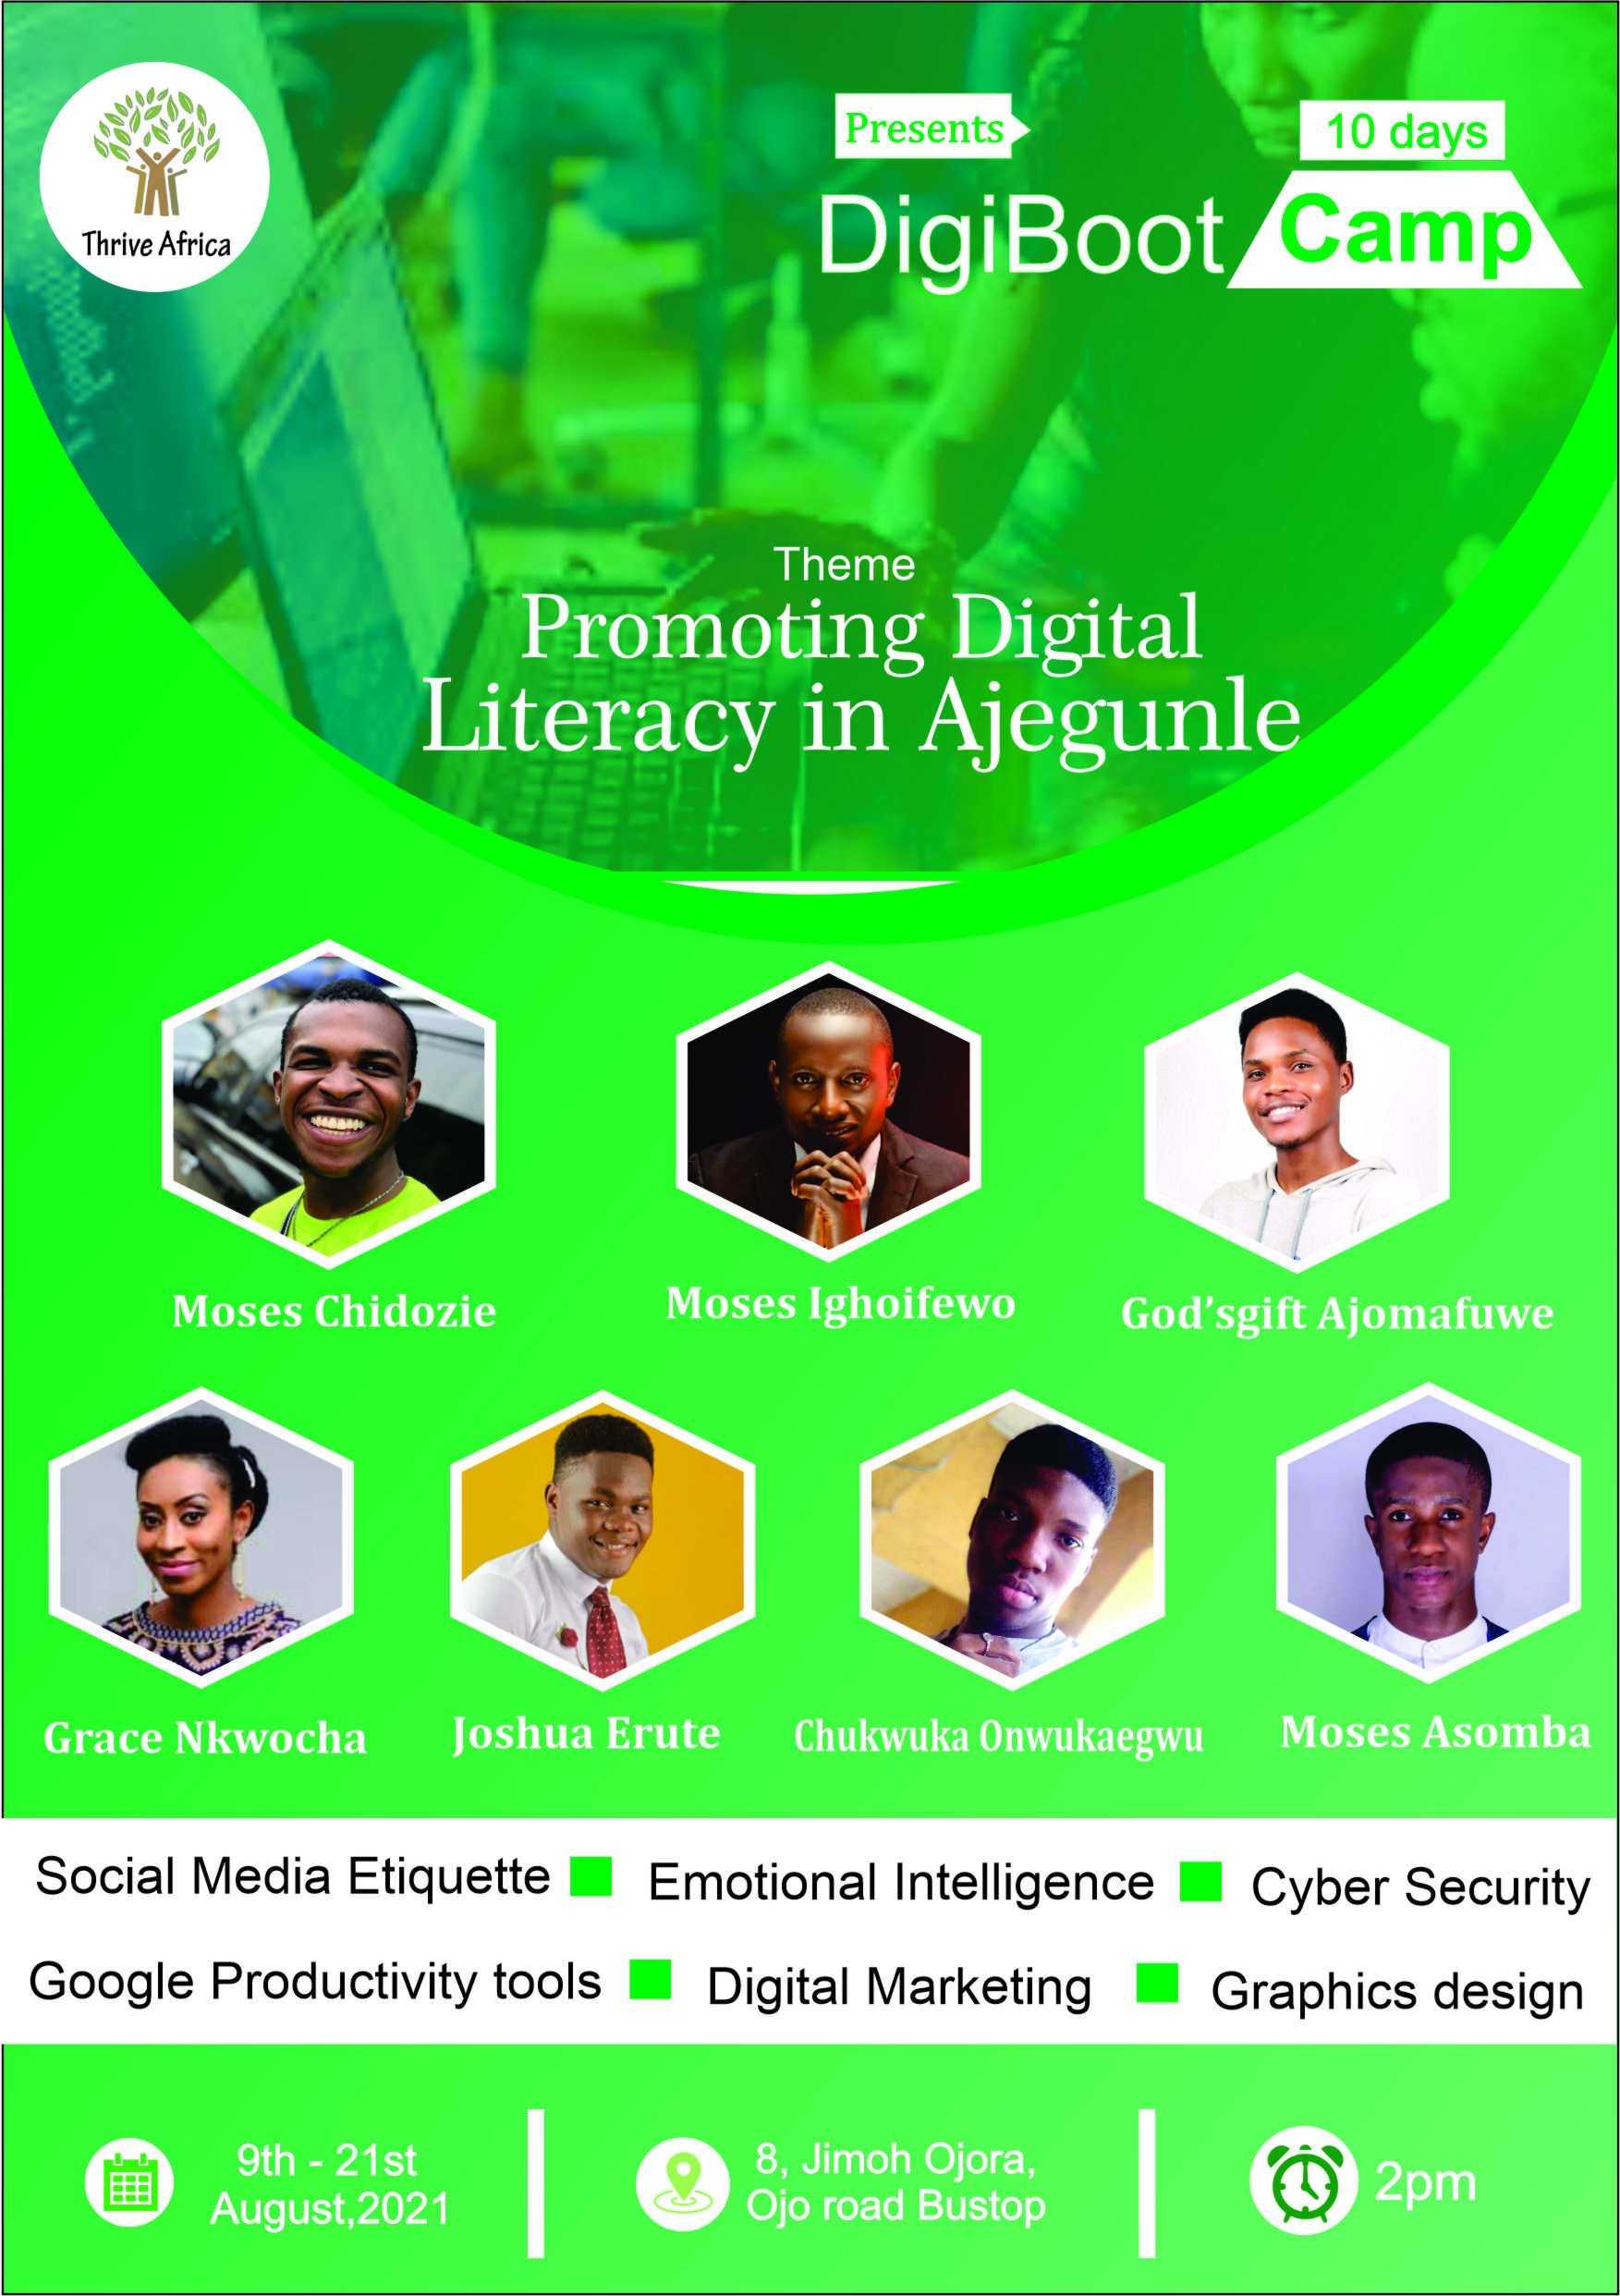 Thrive Africa
Presents
10 days
DigiBoot Camp
Theme
Promoting Digital
Literacy in Ajegunle
Moses Chidozie
Moses Ighoifewo
God’sgift Ajomafuwe
Grace Nkwocha
Joshua Erute
Chukwuka Onwukaegwu
Moses Asomba
Social Media Etiquette
Emotional Intelligence
Cyber Security
Google Productivity tools
Digital Marketing
Graphics design
9th - 21st
August,2021
8, Jimoh Ojora,
Ojo road Bustop
2pm